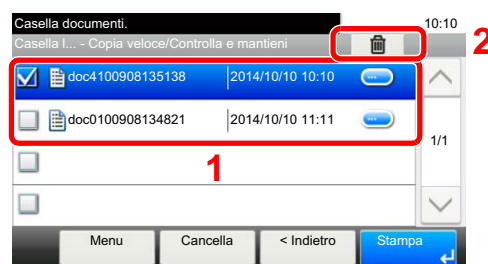 Casella documenti. 10:10
Casella l... - Copia veloce/Controlla e mantieni 2
doc4100908135138 2014/10/10 10:10
doc0100908134821 2014/10/10 11:11
1/1
1
Menu Cancella < Indietro Stampa